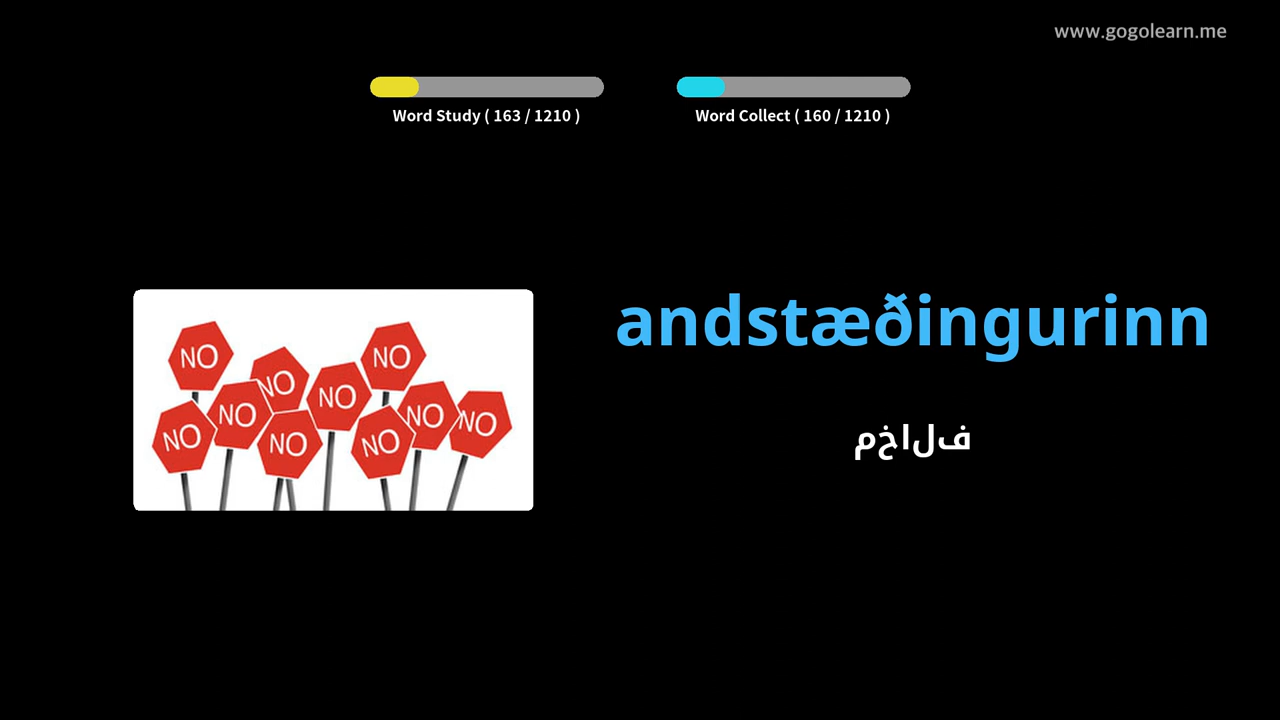 www.gogolearn.me
Word Study ( 163 / 1210 )
Word Collect ( 160 / 1210 )
NO
NO
NO
NO
NO
NO
NO
NO
NO
NO
andstæðingurinn
مخالف